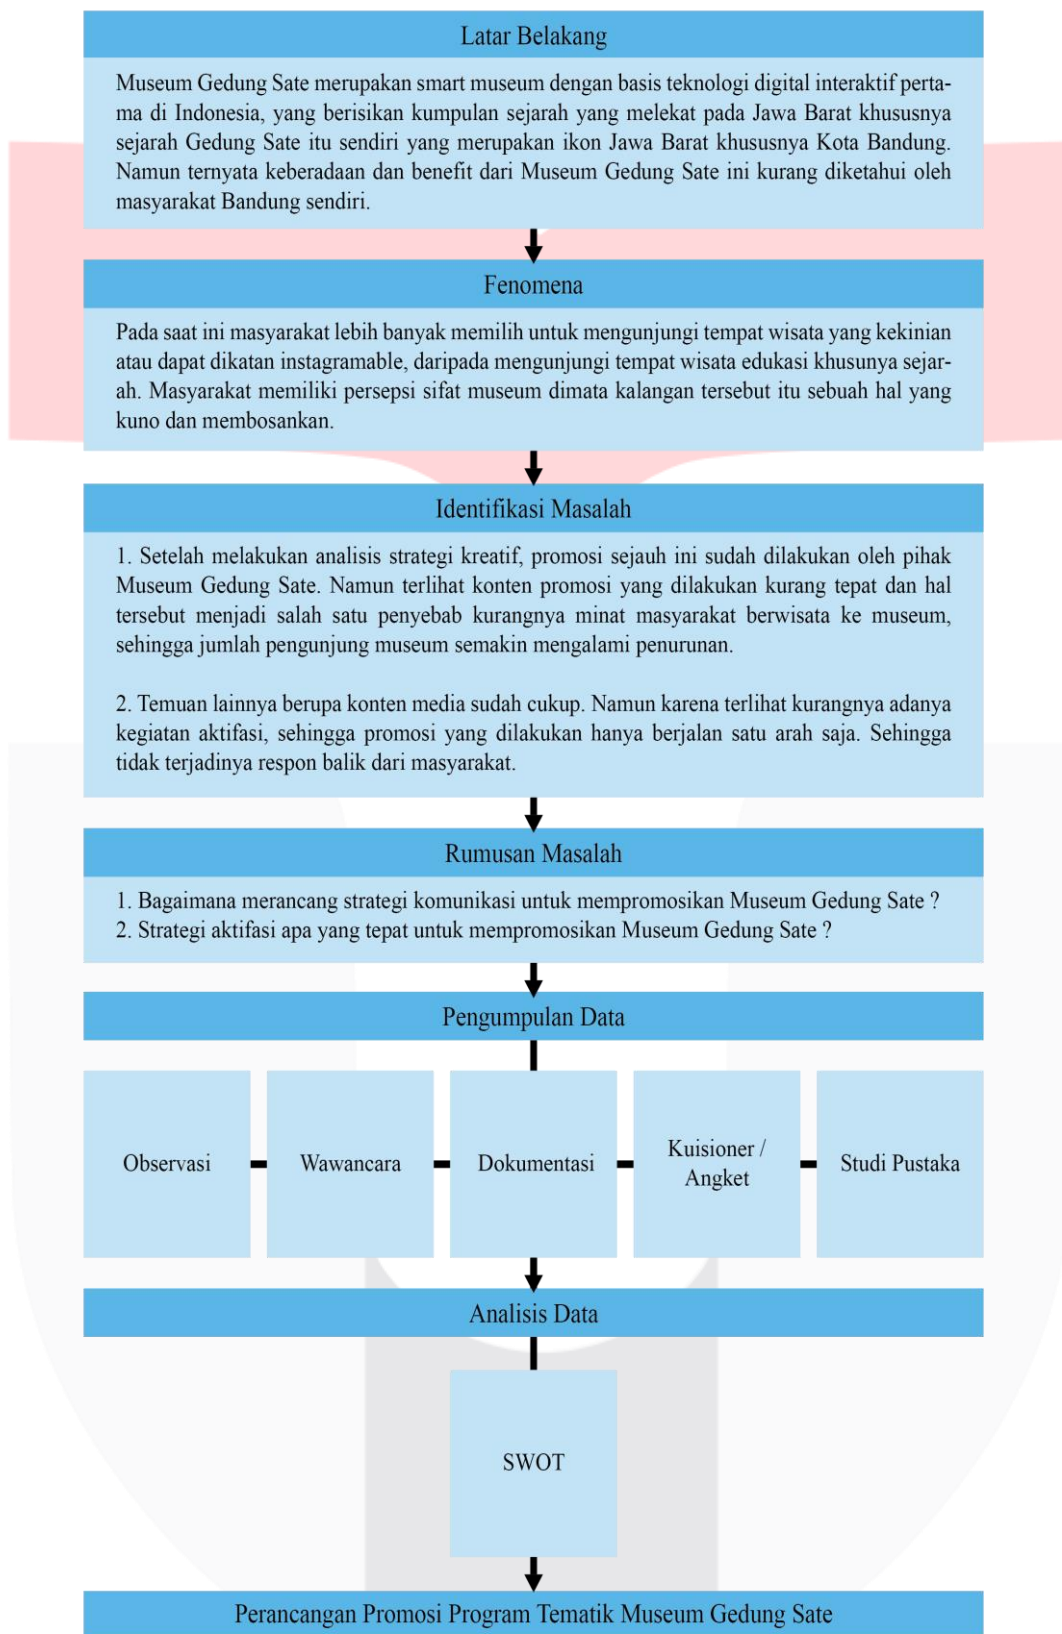 Latar Belakang
Museum Gedung Sate merupakan smart museum dengan basis teknologi digital interaktif perta-
ma di Indonesia, yang berisikan kumpulan sejarah yang melekat pada Jawa Barat khususnya
sejarah Gedung Sate itu sendiri yang merupakan ikon Jawa Barat khususnya Kota Bandung.
Namun ternyata keberadaan dan benefit dari Museum Gedung Sate ini kurang diketahui oleh
masyarakat Bandung sendiri.
Fenomena
Pada saat ini masyarakat lebih banyak memilih untuk mengunjungi tempat wisata yang kekinian
atau dapat dikatan instagramable, daripada mengunjungi tempat wisata edukasi khusunya sejar-
ah. Masyarakat memiliki persepsi sifat museum dimata kalangan tersebut itu sebuah hal yang
kuno dan membosankan.
Identifikasi Masalah
1. Setelah melakukan analisis strategi kreatif, promosi sejauh ini sudah dilakukan oleh pihak
Museum Gedung Sate. Namun terlihat konten promosi yang dilakukan kurang tepat dan hal
tersebut menjadi salah satu penyebab kurangnya minat masyarakat berwisata ke museum,
sehingga jumlah pengunjung museum semakin mengalami penurunan.
2. Temuan lainnya berupa konten media sudah cukup. Namun karena terlihat kurangnya adanya
kegiatan aktifasi, sehingga promosi yang dilakukan hanya berjalan satu arah saja. Sehingga
tidak terjadinya respon balik dari masyarakat.
Rumusan Masalah
1. Bagaimana merancang strategi komunikasi untuk mempromosikan Museum Gedung Sate ?
2. Strategi aktifasi apa yang tepat untuk mempromosikan Museum Gedung Sate ?
Pengumpulan Data
Observasi
Wawancara
Dokumentasi
Kuisioner /
Angket
Studi Pustaka
Analisis Data
SWOT
Perancangan Promosi Program Tematik Museum Gedung Sate